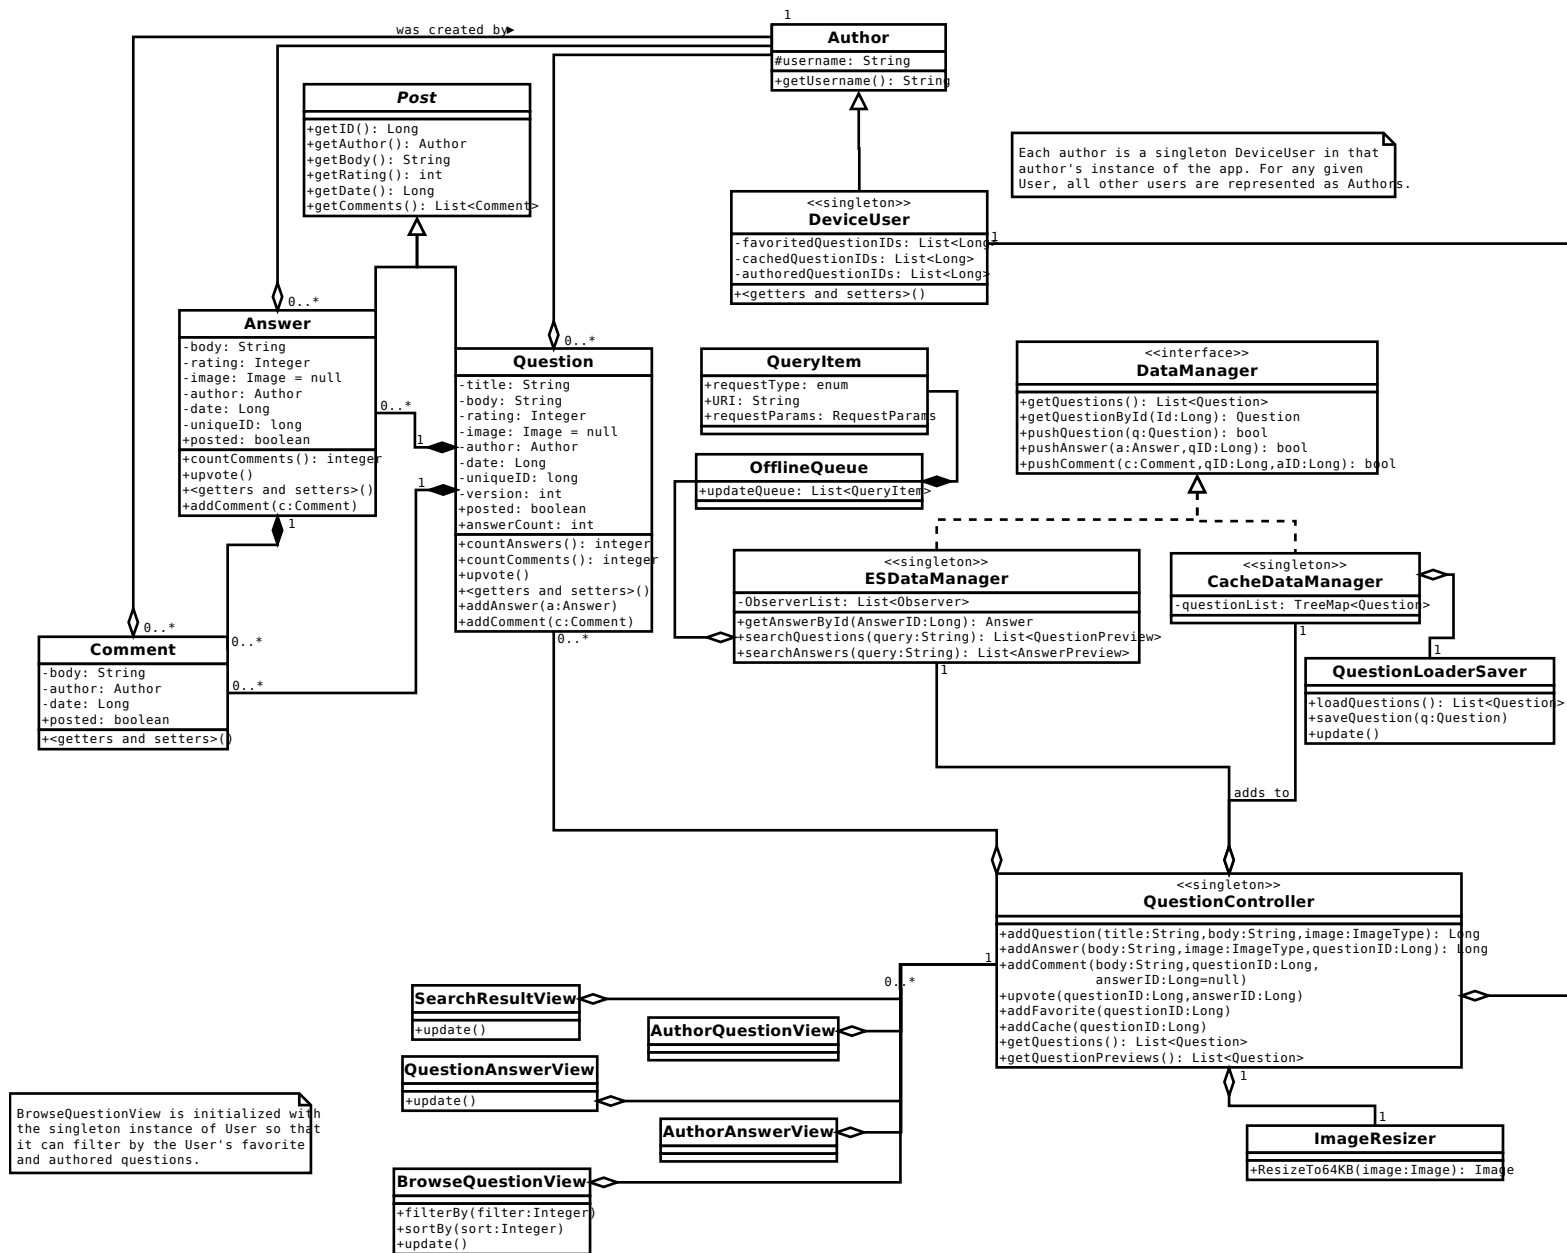 1
was created by
Author
#username: String
+getUsername(): String
Post
+getID(): Long
+getAuthor(): Author
+getBody(): String
+getRating(): int
+getDate(): Long
+getComments(): List<Comment>
Each author is a singleton DeviceUser in that
author's instance of the app. For any given
User, all other users are represented as Authors.
<<singleton>>
DeviceUser
-favoritedQuestionIDs: List<Long>
-cachedQuestionIDs: List<Long>
-authoredQuestionIDs: List<Long>
+<getters and setters>()
1
0..*
Answer
-body: String
-rating: Integer
-image: Image = null
-author: Author
-date: Long
-uniqueID: long
+posted: boolean
+countComments(): integer
+upvote()
+<getters and setters>()
+addComment(c:Comment)
0..*
1
1
1
0..*
Question
-title: String
-body: String
-rating: Integer
-image: Image = null
-author: Author
-date: Long
-uniqueID: long
-version: int
+posted: boolean
+answerCount: int
+countAnswers(): integer
+countComments(): integer
+upvote()
+<getters and setters>()
+addAnswer(a:Answer)
+addComment(c:Comment)
0..*
QueryItem
+requestType: enum
+URI: String
+requestParams: RequestParams
OfflineQueue
+updateQueue: List<QueryItem>
<<interface>>
DataManager
+getQuestions(): List<Question>
+getQuestionById(Id:Long): Question
+pushQuestion(q:Question): bool
+pushAnswer(a:Answer,qID:Long): bool
+pushComment(c:Comment,qID:Long,aID:Long): bool
<<singleton>>
ESDataManager
-ObserverList: List<Observer>
+getAnswerById(AnswerID:Long): Answer
+searchQuestions(query:String): List<QuestionPreview>
+searchAnswers(query:String): List<AnswerPreview>
1
<<singleton>>
CacheDataManager
-questionList: TreeMap<Question>
1
1
QuestionLoaderSaver
+loadQuestions(): List<Question>
+saveQuestion(q:Question)
+update()
0..*
0..*
0..*
Comment
-body: String
-author: Author
-date: Long
+posted: boolean
+<getters and setters>()
adds to
<<singleton>>
QuestionController
+addQuestion(title:String,body:String,image:ImageType): Long
+addAnswer(body:String,image:ImageType,questionID:Long): Long
+addComment(body:String,questionID:Long,
answerID:Long=null)
+upvote(questionID:Long,answerID:Long)
+addFavorite(questionID:Long)
+addCache(questionID:Long)
+getQuestions(): List<Question>
+getQuestionPreviews(): List<Question>
1
0..*
SearchResultView
+update()
AuthorQuestionView
QuestionAnswerView
+update()
AuthorAnswerView
BrowseQuestionView
+filterBy(filter:Integer)
+sortBy(sort:Integer)
+update()
BrowseQuestionView is initialized with
the singleton instance of User so that
it can filter by the User's favorite
and authored questions.
1
1
ImageResizer
+ResizeTo64KB(image:Image): Image